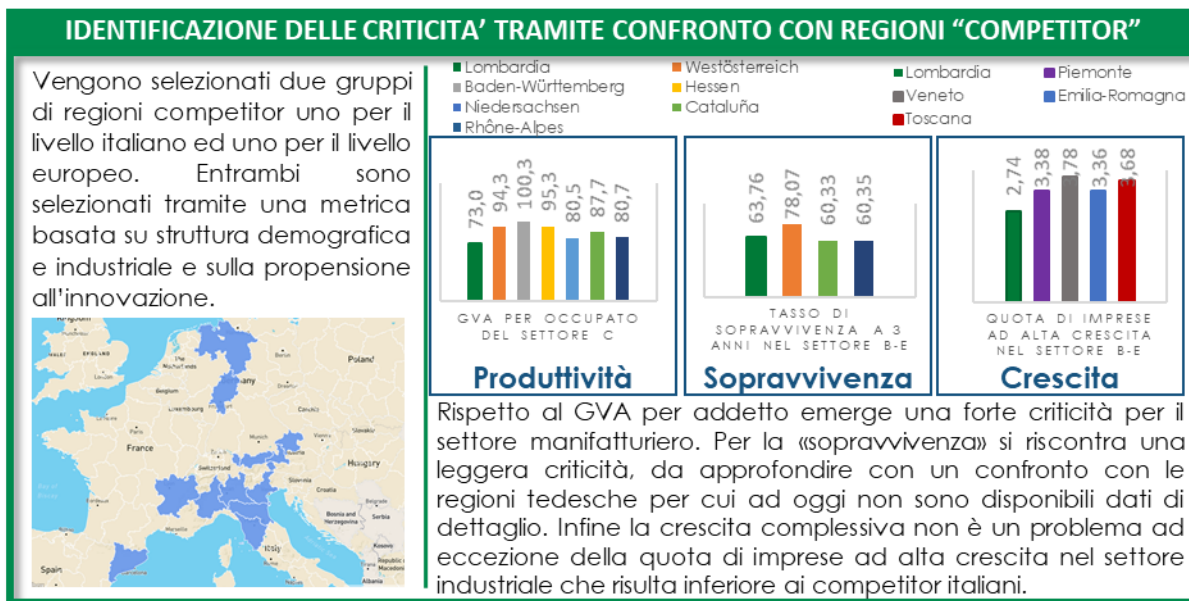 IDENTIFICAZIONE DELLE CRITICITA’ TRAMITE CONFRONTO CON REGIONI “COMPETITOR”
Vengono selezionati due gruppi
di regioni competitor uno per il
livello italiano ed uno per il livello
europeo. Entrambi sono
selezionati tramite una metrica
basata su struttura demografica
e industriale e sulla propensione
all’innovazione.
Lombardia
Westösterreich
Baden-Württemberg
Hessen
Niedersachsen
Cataluña
Rhône-Alpes
Lombardia
Piemonte
Veneto
Emilia-Romagna
Toscana
73,0
94,3
100,3
95,3
80,5
87,7
80,7
GVA PER OCCUPATO
DEL SETTORE C
Produttività
63,76
78,07
60,33
60,35
TASSO DI
SOPRAVVIVENZA A 3
ANNI NEL SETTORE B-E
Sopravvivenza
2,74
3,38
,78
3,36
3,68
QUOTA DI IMPRESE
AD ALTA CRESCITA
NEL SETTORE B-E
Crescita
Poland
Belgium
Paris
France
Munich
Switzerland
Slovenia
Croatia
Hungary
Bosnia and
Herzegovina
Serbia
Italy
Marseille
Barcelona
Spain
Albania
Rispetto al GVA per addetto emerge una forte criticità per il
settore manifatturiero. Per la «sopravvivenza» si riscontra una
leggera criticità, da approfondire con un confronto con le
regioni tedesche per cui ad oggi non sono disponibili dati di
dettaglio. Infine la crescita complessiva non è un problema ad
eccezione della quota di imprese ad alta crescita nel settore
industriale che risulta inferiore ai competitor italiani.